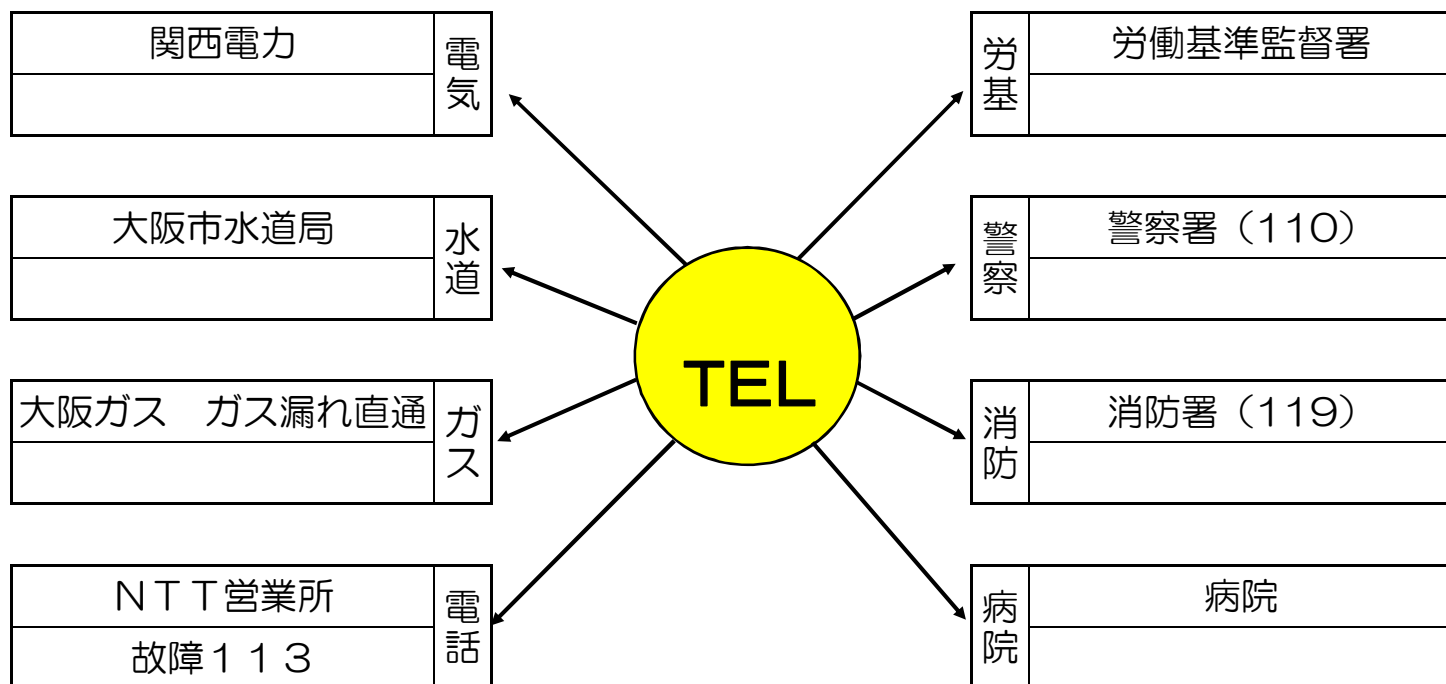 関西電力
電気
大阪市水道局
水道
大阪ガス　ガス漏れ直通
ガス
ＮＴＴ営業所
故障１１３
電話
TEL
労基
労働基準監督署
警察
警察署（110）
消防
消防署（119）
病院
病院